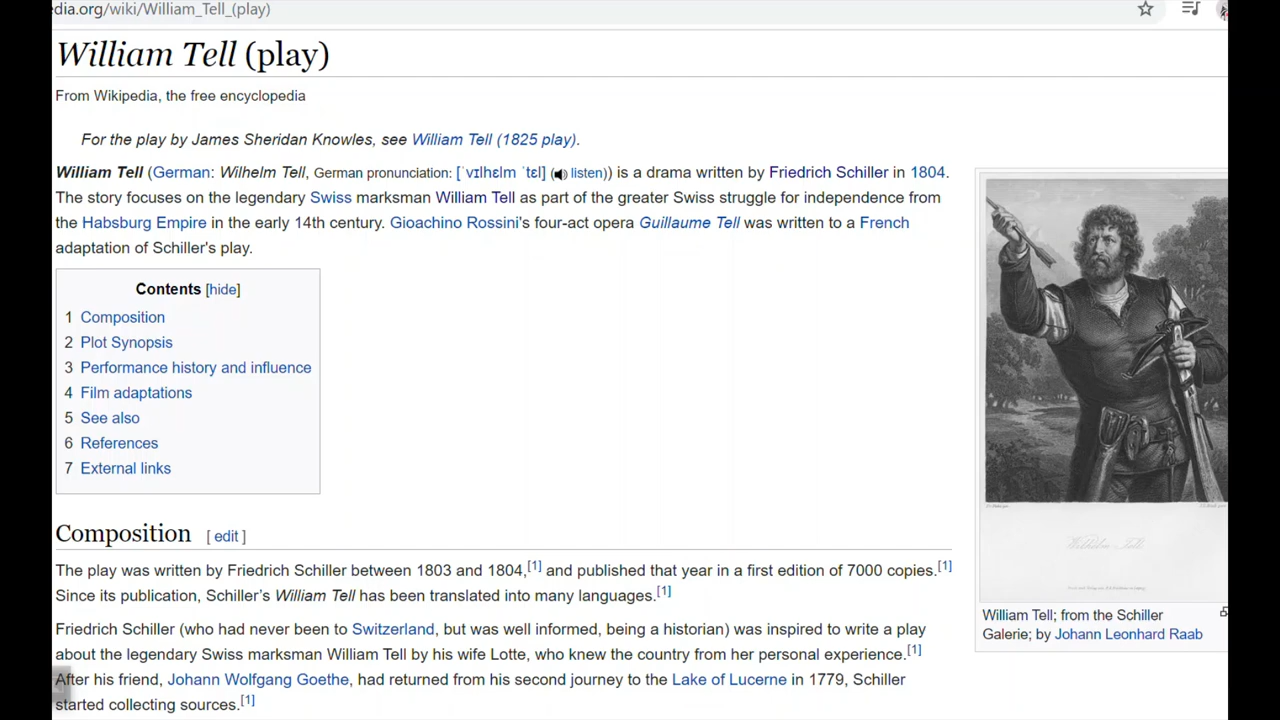 dia.org/wiki/William_Tell_(play)
William Tell (play)
From Wikipedia, the free encyclopedia
For the play by James Sheridan Knowles, see William Tell (1825 play).
William Tell (German: Wilhelm Tell, German pronunciation: [ˈvɪlhɛlm ˈtɛl] (listen)) is a drama written by Friedrich Schiller in 1804.
The story focuses on the legendary Swiss marksman William Tell as part of the greater Swiss struggle for independence from
the Habsburg Empire in the early 14th century. Gioachino Rossini's four-act opera Guillaume Tell was written to a French
adaptation of Schiller's play.
Contents [hide]
1 Composition
2 Plot Synopsis
3 Performance history and influence
4 Film adaptations
5 See also
6 References
7 External links
Composition [ edit ]
The play was written by Friedrich Schiller between 1803 and 1804,[1] and published that year in a first edition of 7000 copies.[1]
Since its publication, Schiller’s William Tell has been translated into many languages.[1]
Friedrich Schiller (who had never been to Switzerland, but was well informed, being a historian) was inspired to write a play
about the legendary Swiss marksman William Tell by his wife Lotte, who knew the country from her personal experience.[1]
After his friend, Johann Wolfgang Goethe, had returned from his second journey to the Lake of Lucerne in 1779, Schiller
started collecting sources.[1]
Wilhelm Tell.
William Tell; from the Schiller
Galerie; by Johann Leonhard Raab